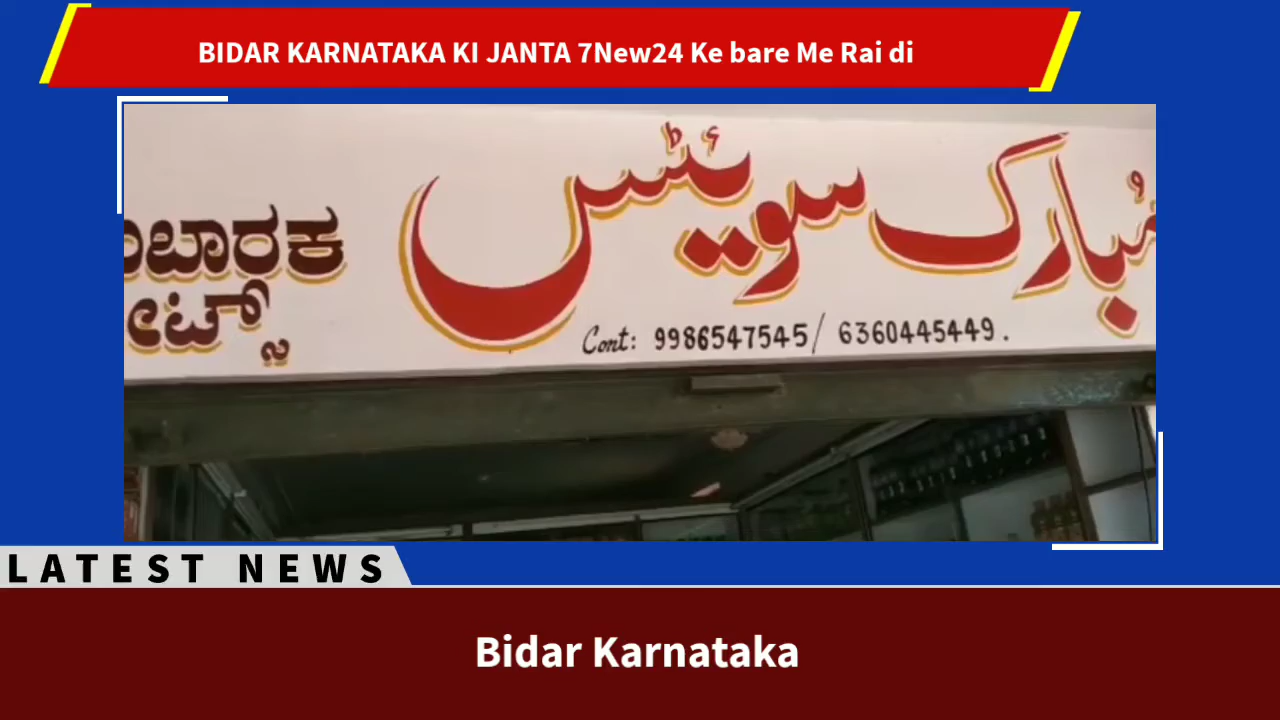 BIDAR KARNATAKA KI JANTA 7New24 Ke bare Me Rai di
مُبارک سویٹس
ಬಾರಕ
ೀಟ್ಸ್
Cont: 9986547545/ 6360445449.
LATEST NEWS
Bidar Karnataka